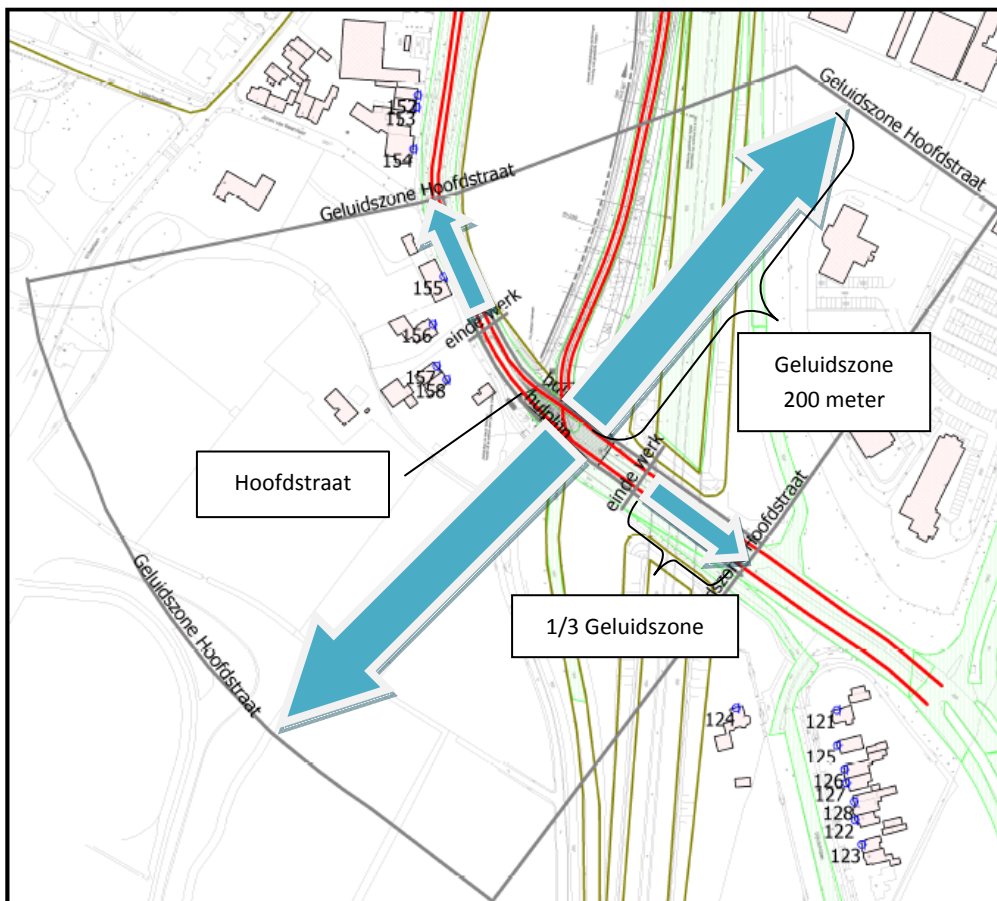 152
153
154
Geluidszone Hoofdstraat
Geluidszone Hoofdstraat
155
156
einde werk
157
158
hulplijn
Geluidszone
200 meter
Hoofdstraat
einde werk
Hoofdstraat
1/3 Geluidszone
Geluidszone Hoofdstraat
124
121
125
126
127
128
122
123